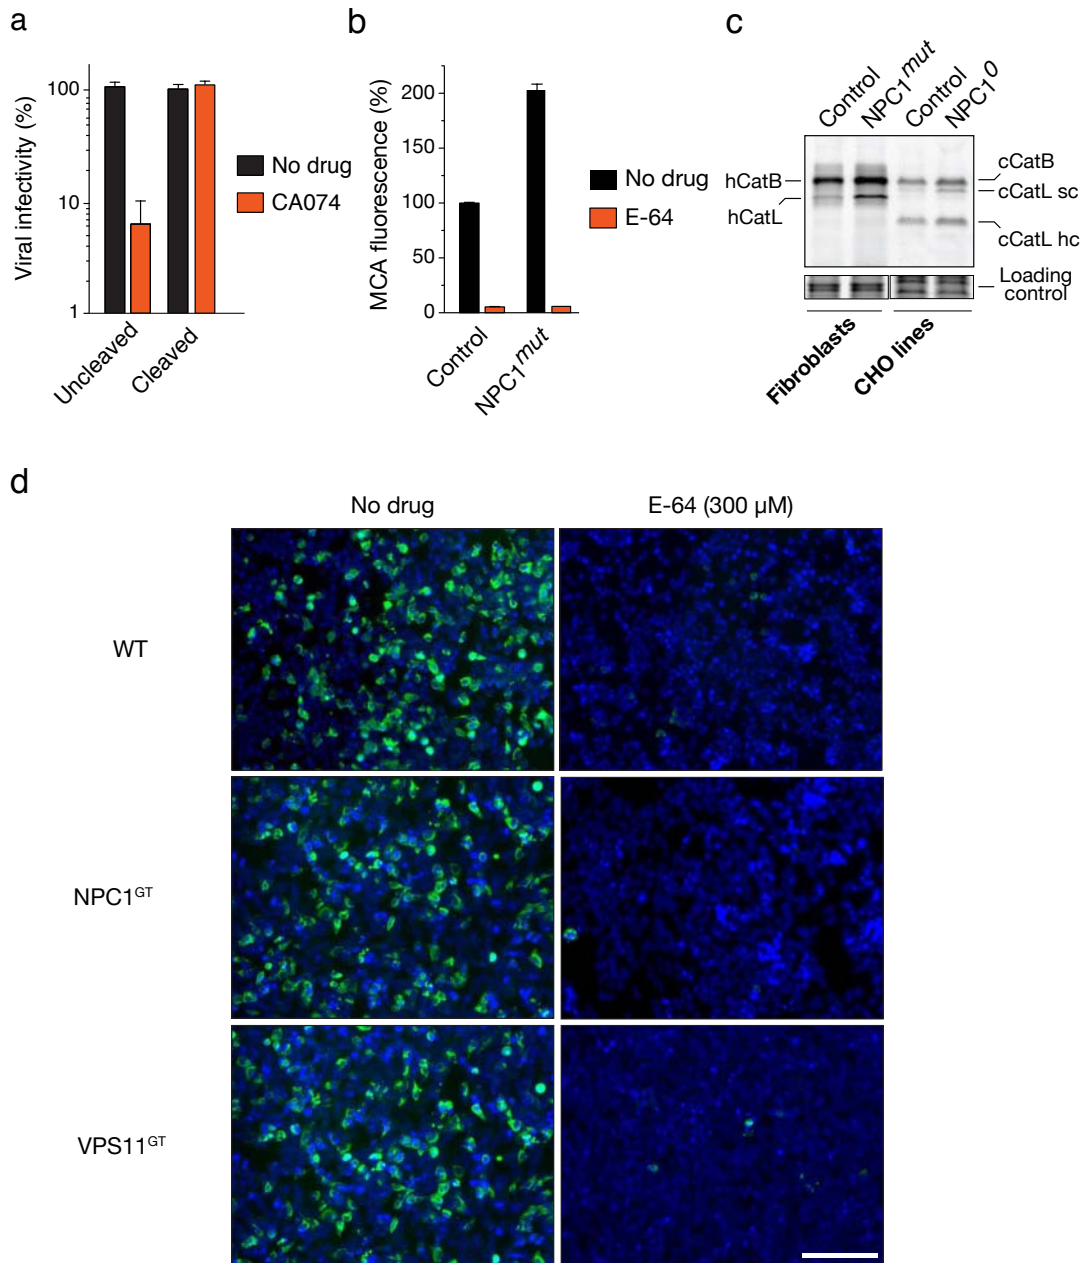 a
Viral infectivity (%)
100
10
1
Uncleaved
Cleaved
No drug
CA074
b
MCA fluorescence (%)
200
150
100
50
0
Control
NPC1mut
No drug
E-64
c
Control
NPC1mut
Control
NPC10
hCatB
hCatL
cCatB
cCatL sc
cCatL hc
Loading
control
Fibroblasts
CHO lines
d
No drug
E-64 (300 µM)
WT
NPC1GT
VPS11GT